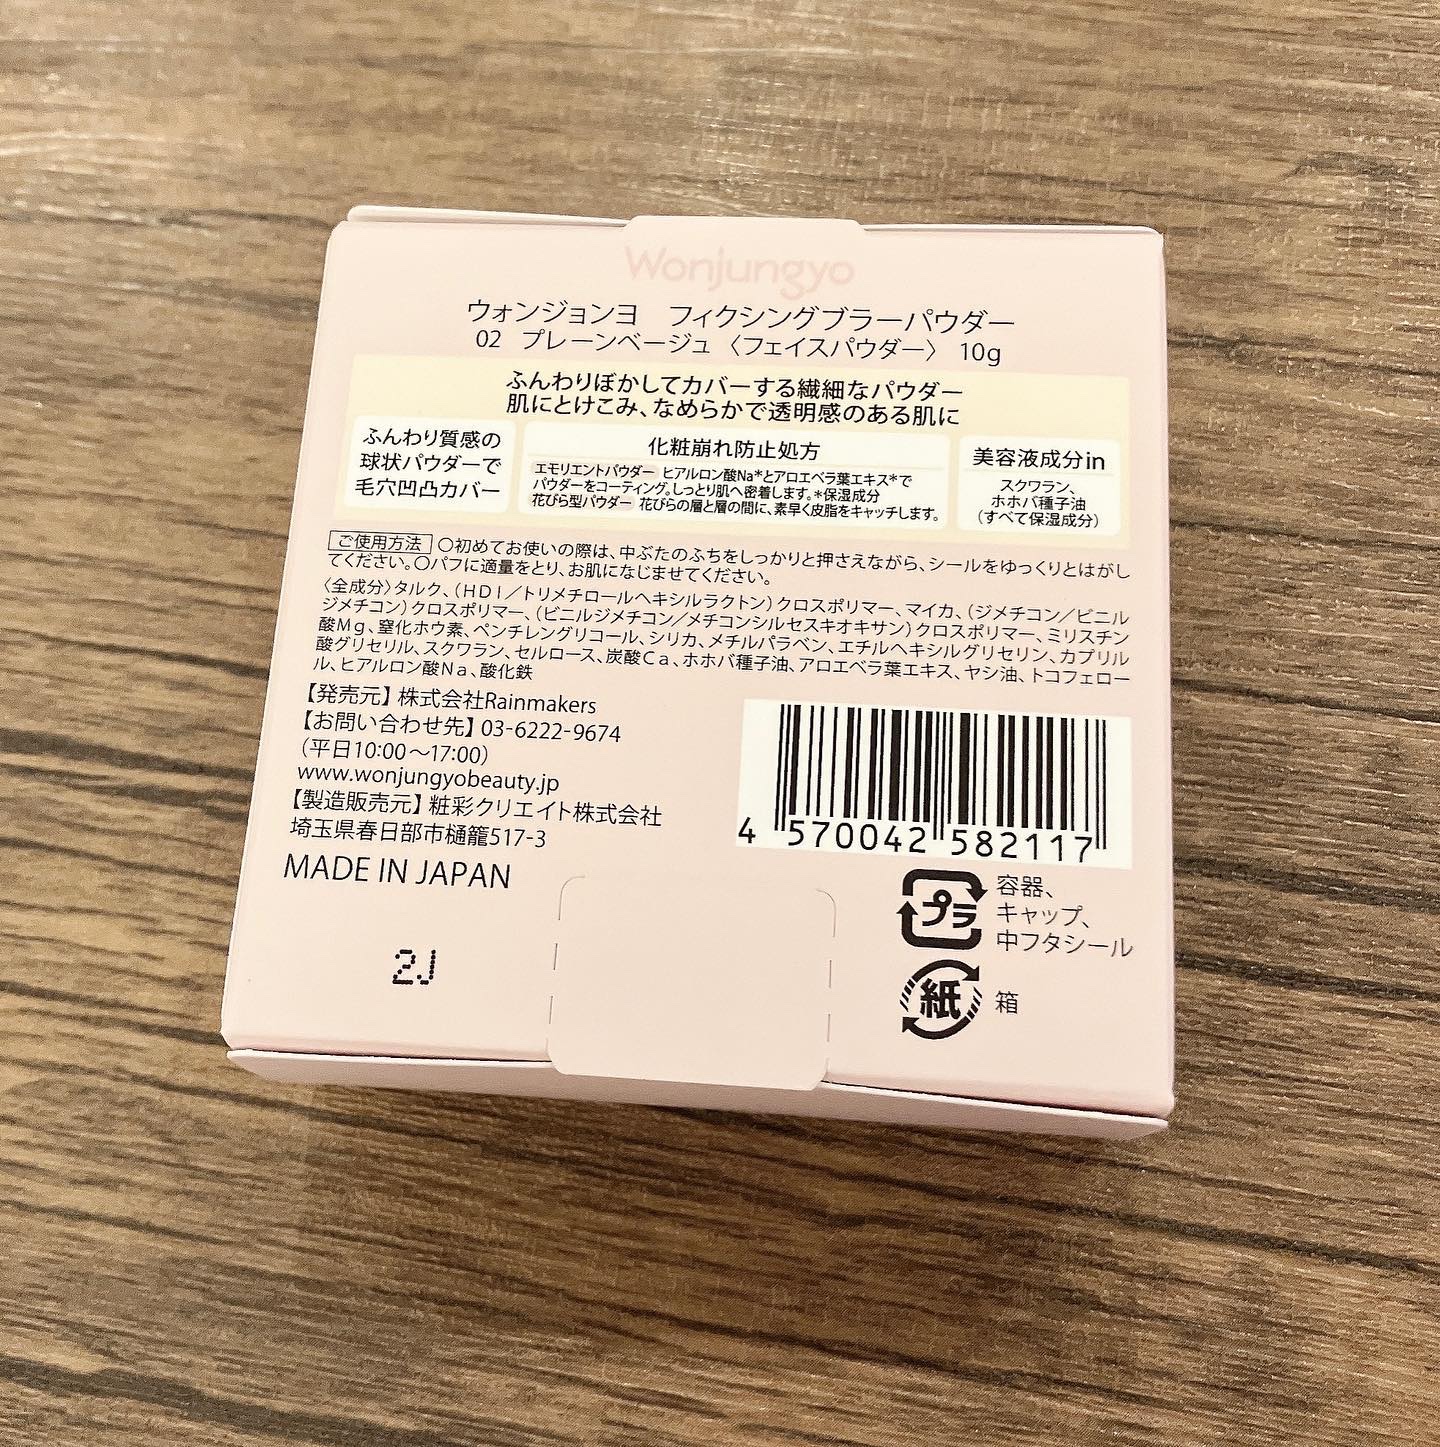 Wonjungyo
ウォンジョンヨ　フィクシングブラーパウダー
02　プレーンベージュ〈フェイスパウダー〉 10g
ふんわりぼかしてカバーする繊細なパウダー
肌にとけこみ、なめらかで透明感のある肌に
ふんわり質感の
球状パウダーで
毛穴凹凸カバー
化粧崩れ防止処方
エモリエントパウダー ヒアルロン酸Na*とアロエベラ葉エキス*で
パウダーをコーティング。しっとり肌へ密着します。*保湿成分
花びら型パウダー 花びらの層と層の間に、素早く皮脂をキャッチします。
美容液成分in
スクワラン、
ホホバ種子油
(すべて保湿成分)
ご使用方法 〇初めてお使いの際は、中ぶたのふちをしっかりと押さえながら、シールをゆっくりとはがし
てください。〇パフに適量をとり、お肌になじませてください。
〈全成分〉タルク、(HDI/トリメチロールヘキシルラクトン)クロスポリマー、マイカ、(ジメチコン/ビニル
ジメチコン)クロスポリマー、(ビニルジメチコン/メチコンシルセスキオキサン)クロスポリマー、ミリスチン
酸Mg、窒化ホウ素、ペンチレングリコール、シリカ、メチルパラベン、エチルヘキシルグリセリン、カプリル
酸グリセリル、スクワラン、セルロース、炭酸Ca、ホホバ種子油、アロエベラ葉エキス、ヤシ油、トコフェロー
ル、ヒアルロン酸Na、酸化鉄
【発売元】株式会社Rainmakers
【お問い合わせ先】03-6222-9674
(平日10:00～17:00)
www.wonjungyobeauty.jp
【製造販売元】粧彩クリエイト株式会社
埼玉県春日部市樋籠517-3
MADE IN JAPAN
2J
4 570042 582117
プラ
容器、
キャップ、
中フタシール
紙
箱